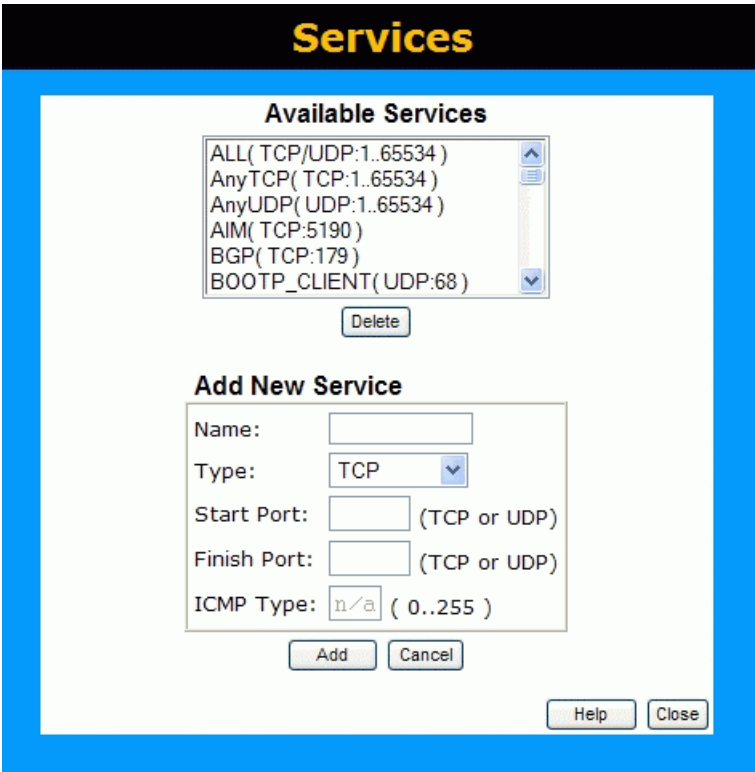 Services
Available Services
ALL( TCP/UDP:1..65534 )
AnyTCP( TCP:1..65534 )
AnyUDP( UDP:1..65534 )
AIM( TCP:5190 )
BGP( TCP:179 )
BOOTP_CLIENT( UDP:68 )
Delete
Add New Service
Name:
Type: TCP
Start Port: (TCP or UDP)
Finish Port: (TCP or UDP)
ICMP Type: n/a ( 0..255 )
Add Cancel
Help Close